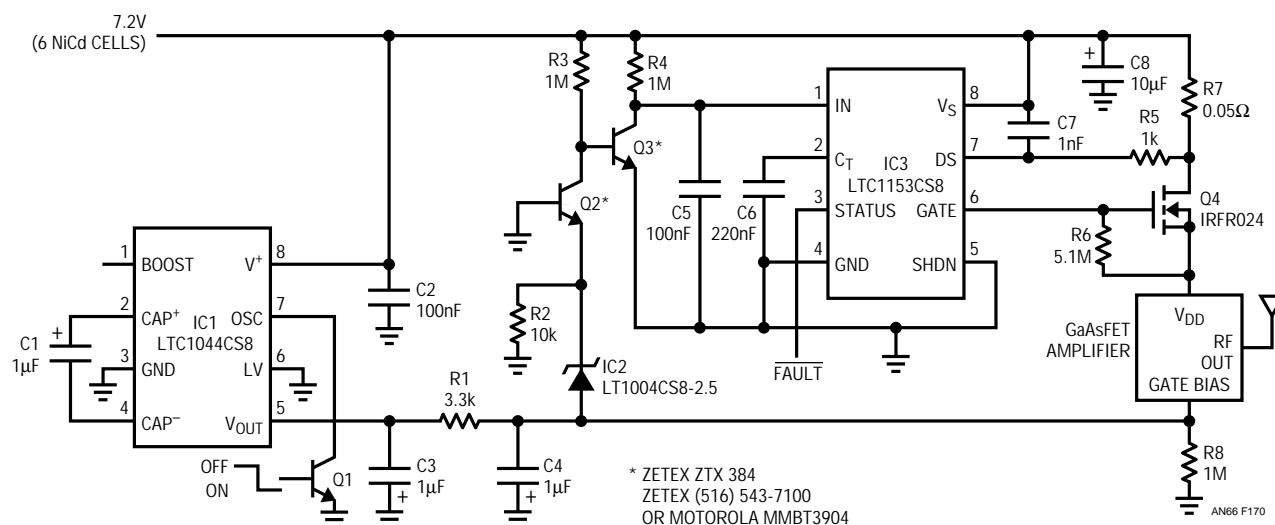 7.2V
(6 NiCd CELLS)
R3
1M
R4
1M
C8
10µF
R7
0.05Ω
+
1
IN
VS
8
C7
1nF
R5
1k
Q3*
2
CT
IC3
LTC1153CS8
DS
7
Q2*
3
STATUS
GATE
6
Q4
IRFR024
C5
100nF
C6
220nF
4
GND
SHDN
5
R6
5.1M
1
BOOST
V+
8
C2
100nF
2
CAP+
IC1
LTC1044CS8
OSC
7
C1
1µF
+
3
GND
LV
6
4
CAP–
VOUT
5
R2
10k
R1
3.3k
IC2
LT1004CS8-2.5
FAULT
GaAsFET
AMPLIFIER
VDD
RF
OUT
GATE BIAS
OFF
ON
Q1
C3
1µF
+
C4
1µF
+
R8
1M
* ZETEX ZTX 384
ZETEX (516) 543-7100
OR MOTOROLA MMBT3904
AN66 F170